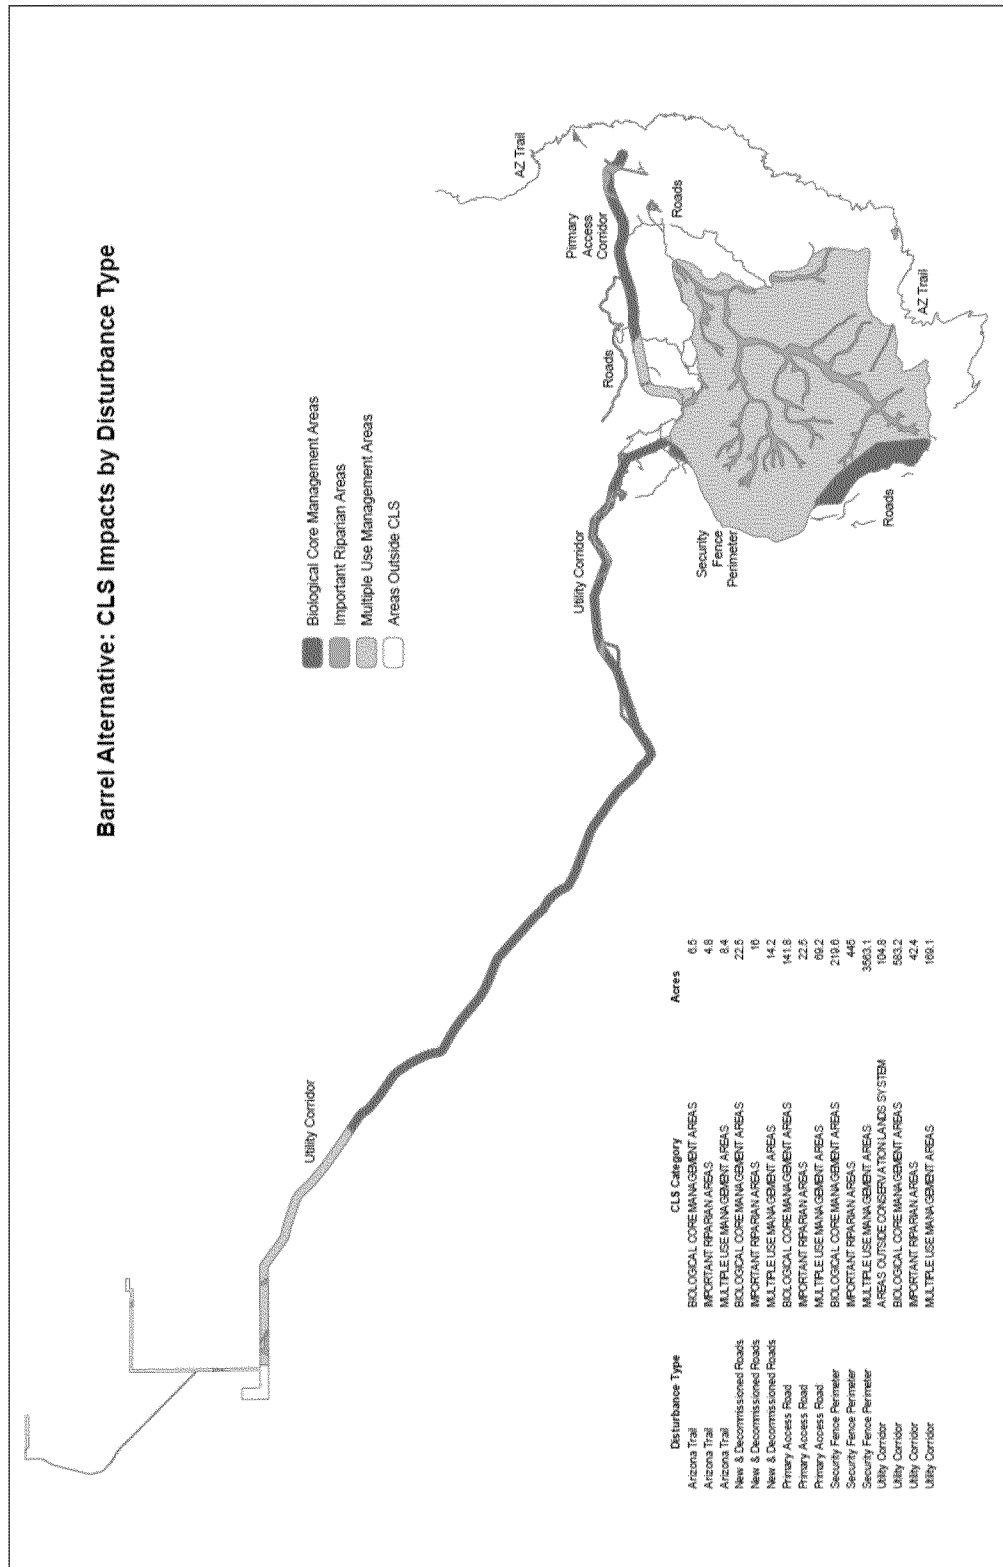 Barrel Alternative: CLS Impacts by Disturbance Type
Biological Core Management Areas
Important Riparian Areas
Multiple Use Management Areas
Areas Outside CLS
Utility Corridor
Utility Corridor
Security
Fence
Perimeter
Roads
Roads
Pirmary
Access
Corridor
Roads
AZ Trail
AZ Trail
Disturbance Type CLS Category Acres
Arizona Trail BIOLOGICAL CORE MANAGEMENT AREAS 6.5
Arizona Trail IMPORTANT RIPARIAN AREAS 4.8
Arizona Trail MULTIPLE USE MANAGEMENT AREAS 8.4
New & Decommissioned Roads BIOLOGICAL CORE MANAGEMENT AREAS 22.5
New & Decommissioned Roads IMPORTANT RIPARIAN AREAS 16
New & Decommissioned Roads MULTIPLE USE MANAGEMENT AREAS 14.2
Primary Access Road BIOLOGICAL CORE MANAGEMENT AREAS 141.8
Primary Access Road IMPORTANT RIPARIAN AREAS 22.5
Primary Access Road MULTIPLE USE MANAGEMENT AREAS 69.2
Security Fence Perimeter BIOLOGICAL CORE MANAGEMENT AREAS 219.6
Security Fence Perimeter IMPORTANT RIPARIAN AREAS 445
Security Fence Perimeter MULTIPLE USE MANAGEMENT AREAS 3563.1
Utility Corridor AREAS OUTSIDE CONSERVATION LANDS SYSTEM 104.8
Utility Corridor BIOLOGICAL CORE MANAGEMENT AREAS 583.2
Utility Corridor IMPORTANT RIPARIAN AREAS 42.4
Utility Corridor MULTIPLE USE MANAGEMENT AREAS 169.1